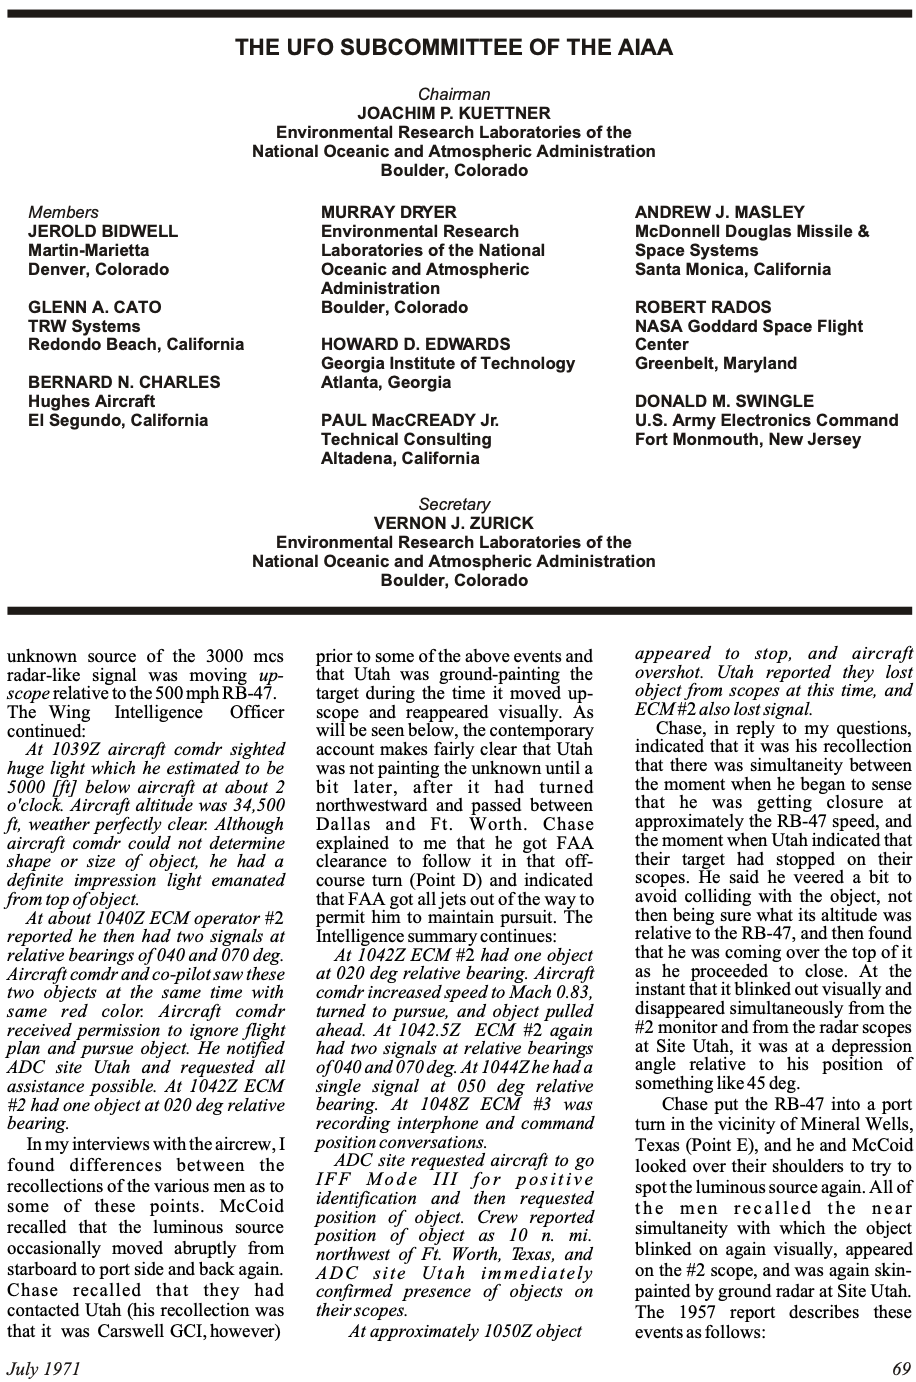 THE UFO SUBCOMMITTEE OF THE AIAA
Chairman
JOACHIM P. KUETTNER
Environmental Research Laboratories of the
National Oceanic and Atmospheric Administration
Boulder, Colorado
Members
JEROLD BIDWELL
Martin-Marietta
Denver, Colorado
GLENN A. CATO
TRW Systems
Redondo Beach, California
BERNARD N. CHARLES
Hughes Aircraft
El Segundo, California
MURRAY DRYER
Environmental Research
Laboratories of the National
Oceanic and Atmospheric
Administration
Boulder, Colorado
HOWARD D. EDWARDS
Georgia Institute of Technology
Atlanta, Georgia
PAUL MacCREADY Jr.
Technical Consulting
Altadena, California
ANDREW J. MASLEY
McDonnell Douglas Missile &
Space Systems
Santa Monica, California
ROBERT RADOS
NASA Goddard Space Flight
Center
Greenbelt, Maryland
DONALD M. SWINGLE
U.S. Army Electronics Command
Fort Monmouth, New Jersey
Secretary
VERNON J. ZURICK
Environmental Research Laboratories of the
National Oceanic and Atmospheric Administration
Boulder, Colorado
unknown source of the 3000 mcs
radar-like signal was moving up-
scope relative to the 500 mph RB-47.
The Wing Intelligence Officer
continued:
At 1039Z aircraft comdr sighted
huge light which he estimated to be
5000 [ft] below aircraft at about 2
o'clock. Aircraft altitude was 34,500
ft, weather perfectly clear. Although
aircraft comdr could not determine
shape or size of object, he had a
definite impression light emanated
from top of object.
At about 1040Z ECM operator #2
reported he then had two signals at
relative bearings of 040 and 070 deg.
Aircraft comdr and co-pilot saw these
two objects at the same time with
same red color. Aircraft comdr
received permission to ignore flight
plan and pursue object. He notified
ADC site Utah and requested all
assistance possible. At 1042Z ECM
#2 had one object at 020 deg relative
bearing.
In my interviews with the aircrew, I
found differences between the
recollections of the various men as to
some of these points. McCoid
recalled that the luminous source
occasionally moved abruptly from
starboard to port side and back again.
Chase recalled that they had
contacted Utah (his recollection was
that it was Carswell GCI, however)
prior to some of the above events and
that Utah was ground-painting the
target during the time it moved up-
scope and reappeared visually. As
will be seen below, the contemporary
account makes fairly clear that Utah
was not painting the unknown until a
bit later, after it had turned
northwestward and passed between
Dallas and Ft. Worth. Chase
explained to me that he got FAA
clearance to follow it in that off-
course turn (Point D) and indicated
that FAA got all jets out of the way to
permit him to maintain pursuit. The
Intelligence summary continues:
At 1042Z ECM #2 had one object
at 020 deg relative bearing. Aircraft
comdr increased speed to Mach 0.83,
turned to pursue, and object pulled
ahead. At 1042.5Z ECM #2 again
had two signals at relative bearings
of 040 and 070 deg. At 1044Z he had a
single signal at 050 deg relative
bearing. At 1048Z ECM #3 was
recording interphone and command
position conversations.
ADC site requested aircraft to go
IFF Mode III for positive
identification and then requested
position of object. Crew reported
position of object as 10 n. mi.
northwest of Ft. Worth, Texas, and
ADC site Utah immediately
confirmed presence of objects on
their scopes.
At approximately 1050Z object
appeared to stop, and aircraft
overshot. Utah reported they lost
object from scopes at this time, and
ECM #2 also lost signal.
Chase, in reply to my questions,
indicated that it was his recollection
that there was simultaneity between
the moment when he began to sense
that he was getting closure at
approximately the RB-47 speed, and
the moment when Utah indicated that
their target had stopped on their
scopes. He said he veered a bit to
avoid colliding with the object, not
then being sure what its altitude was
relative to the RB-47, and then found
that he was coming over the top of it
as he proceeded to close. At the
instant that it blinked out visually and
disappeared simultaneously from the
#2 monitor and from the radar scopes
at Site Utah, it was at a depression
angle relative to his position of
something like 45 deg.
Chase put the RB-47 into a port
turn in the vicinity of Mineral Wells,
Texas (Point E), and he and McCoid
looked over their shoulders to try to
spot the luminous source again. All of
the men recalled the near
simultaneity with which the object
blinked on again visually, appeared
on the #2 scope, and was again skin-
painted by ground radar at Site Utah.
The 1957 report describes these
events as follows:
July 1971
69